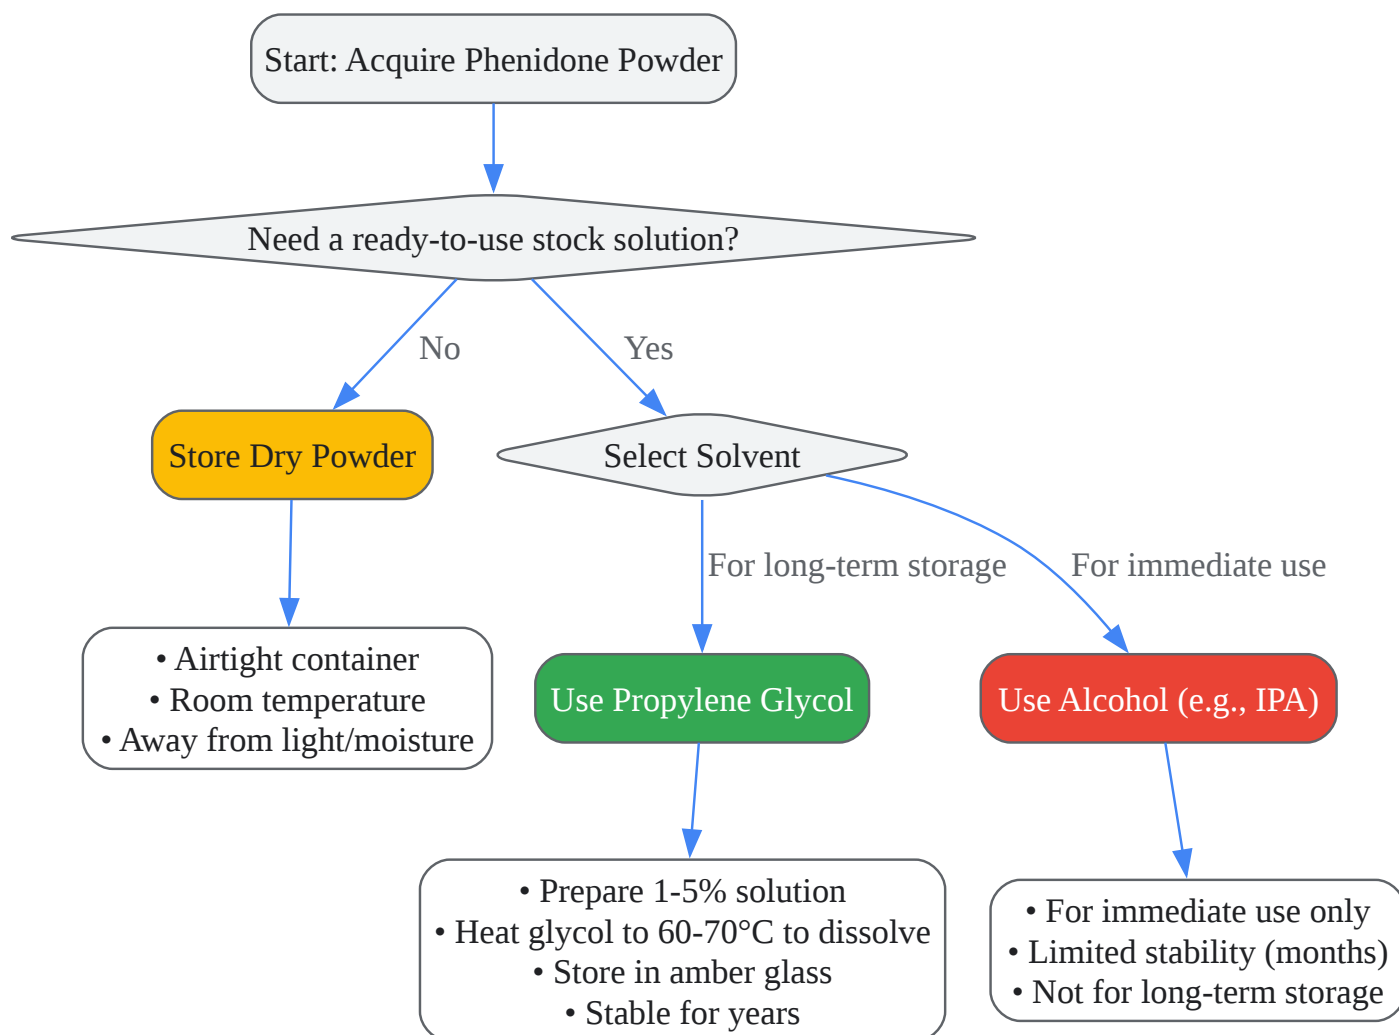 Start: Acquire Phenidone Powder
Need a ready-to-use stock solution?
No
Yes
Store Dry Powder
Select Solvent
For long-term storage
For immediate use
• Airtight container
• Room temperature
• Away from light/moisture
Use Propylene Glycol
Use Alcohol (e.g., IPA)
• Prepare 1-5% solution
• Heat glycol to 60-70°C to dissolve
• Store in amber glass
• Stable for years
• For immediate use only
• Limited stability (months)
• Not for long-term storage